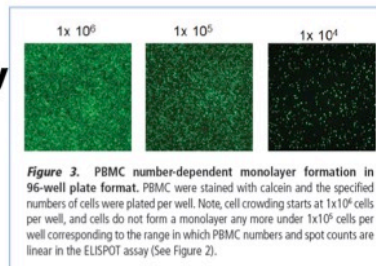 1x 10⁶ 1x 10⁵ 1x 10⁴
Figure 3. PBMC number-dependent monolayer formation in
96-well plate format. PBMC were stained with calcein and the specified
numbers of cells were plated per well. Note, cell crowding starts at 1x10⁶ cells
per well, and cells do not form a monolayer any more under 1x10⁵ cells per
well corresponding to the range in which PBMC numbers and spot counts are
linear in the ELISPOT assay (See Figure 2).